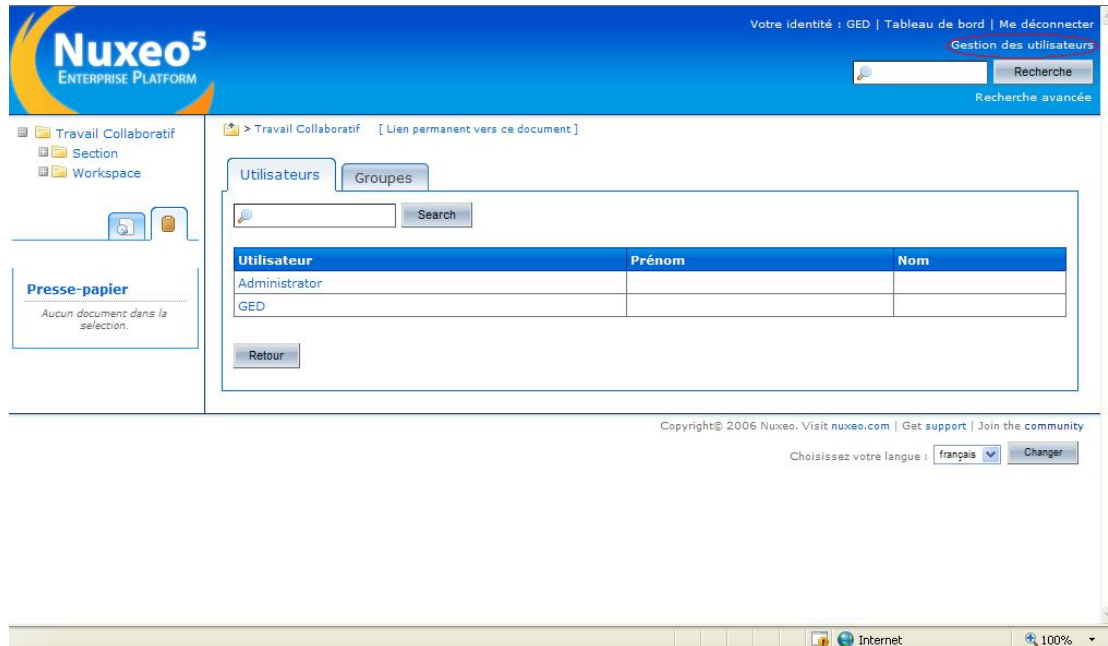 Nuxeo5
ENTERPRISE PLATFORM
Votre identité : GED | Tableau de bord | Me déconnecter
Gestion des utilisateurs
Recherche
Recherche avancée
Travail Collaboratif
Section
Workspace
Presse-papier
Aucun document dans la
selection.
> Travail Collaboratif [ Lien permanent vers ce document ]
Utilisateurs Groupes
Search
Utilisateur Prénom Nom
Administrator
GED
Retour
Copyright© 2006 Nuxeo. Visit nuxeo.com | Get support | Join the community
Choisissez votre langue : français Changer
Internet 100%